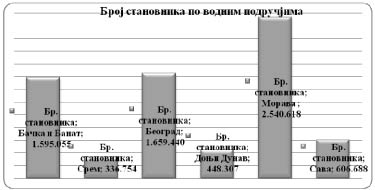 Број становника по водним подручјима
Бр.
становника;
Бачка и Банат;
1.595.055
Бр.
становника;
Срем; 336.754
Бр.
становника;
Београд;
1.659.440
Бр.
становника;
Доњи Дунав;
448.307
Бр.
становника;
Морава;
2.540.618
Бр.
становника;
Сава; 606.688